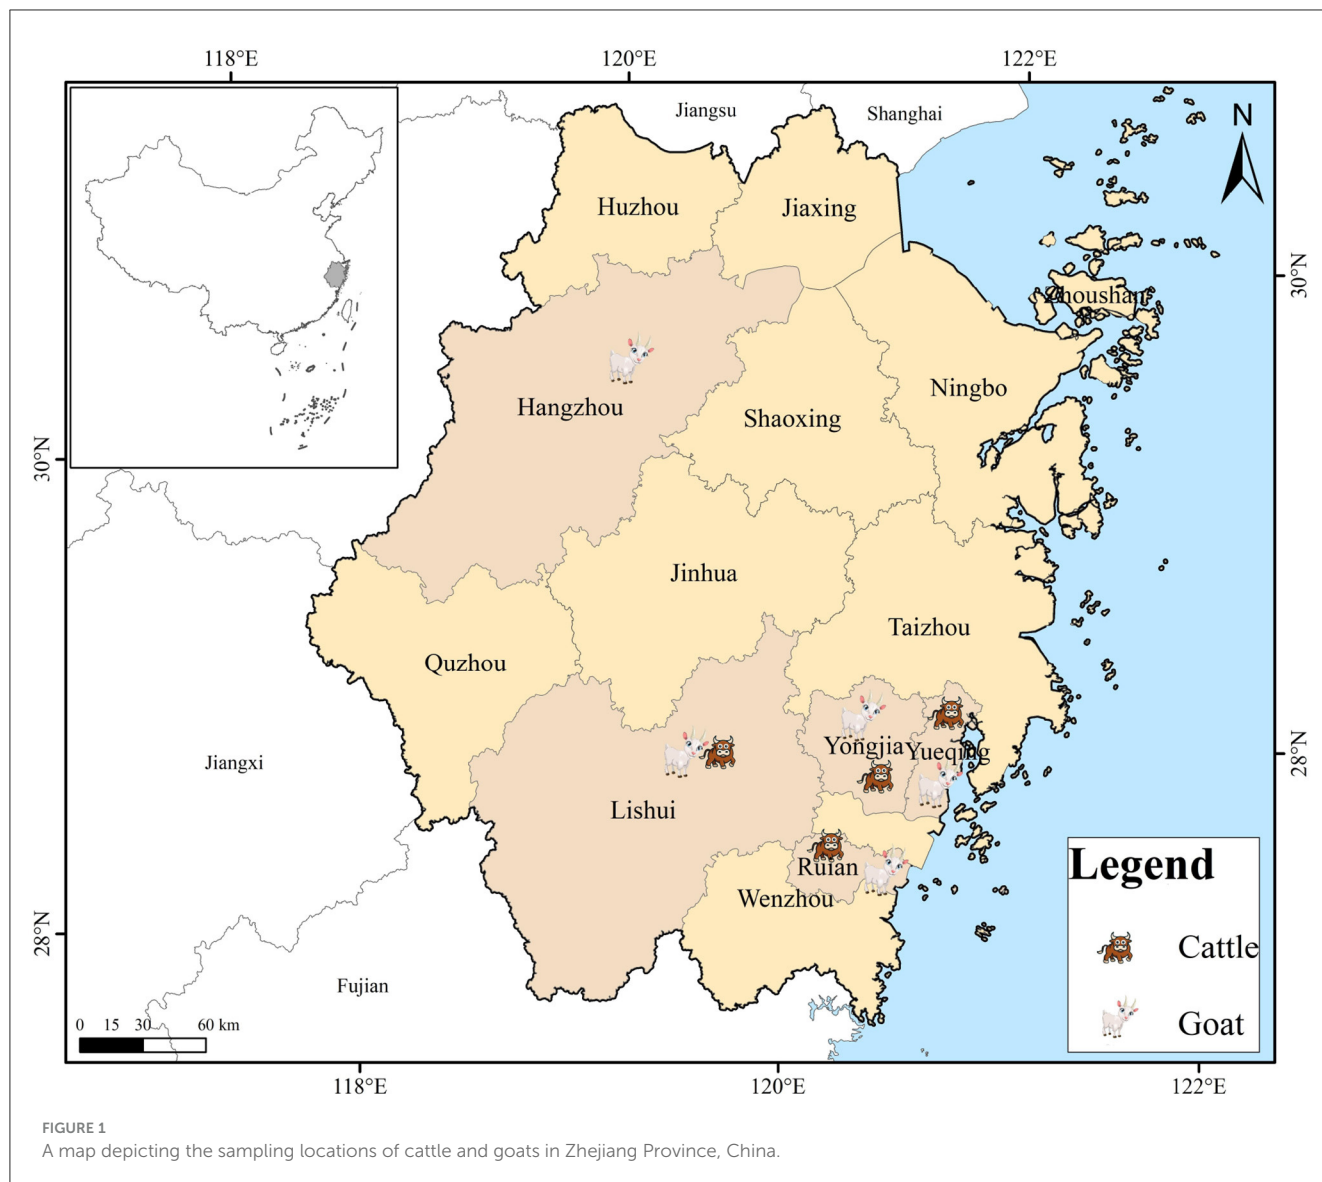 118°E
120°E
122°E
Jiangsu
Shanghai
N
Huzhou
Jiaxing
30°N
Zhoushan
Hangzhou
Ningbo
Shaoxing
30°N
Jinhua
Taizhou
Quzhou
Yongjia
Yueqing
Jiangxi
28°N
Lishui
Ruian
Wenzhou
28°N
Fujian
Legend
Cattle
Goat
0 15 30 60 km
118°E
120°E
122°E
FIGURE 1
A map depicting the sampling locations of cattle and goats in Zhejiang Province, China.